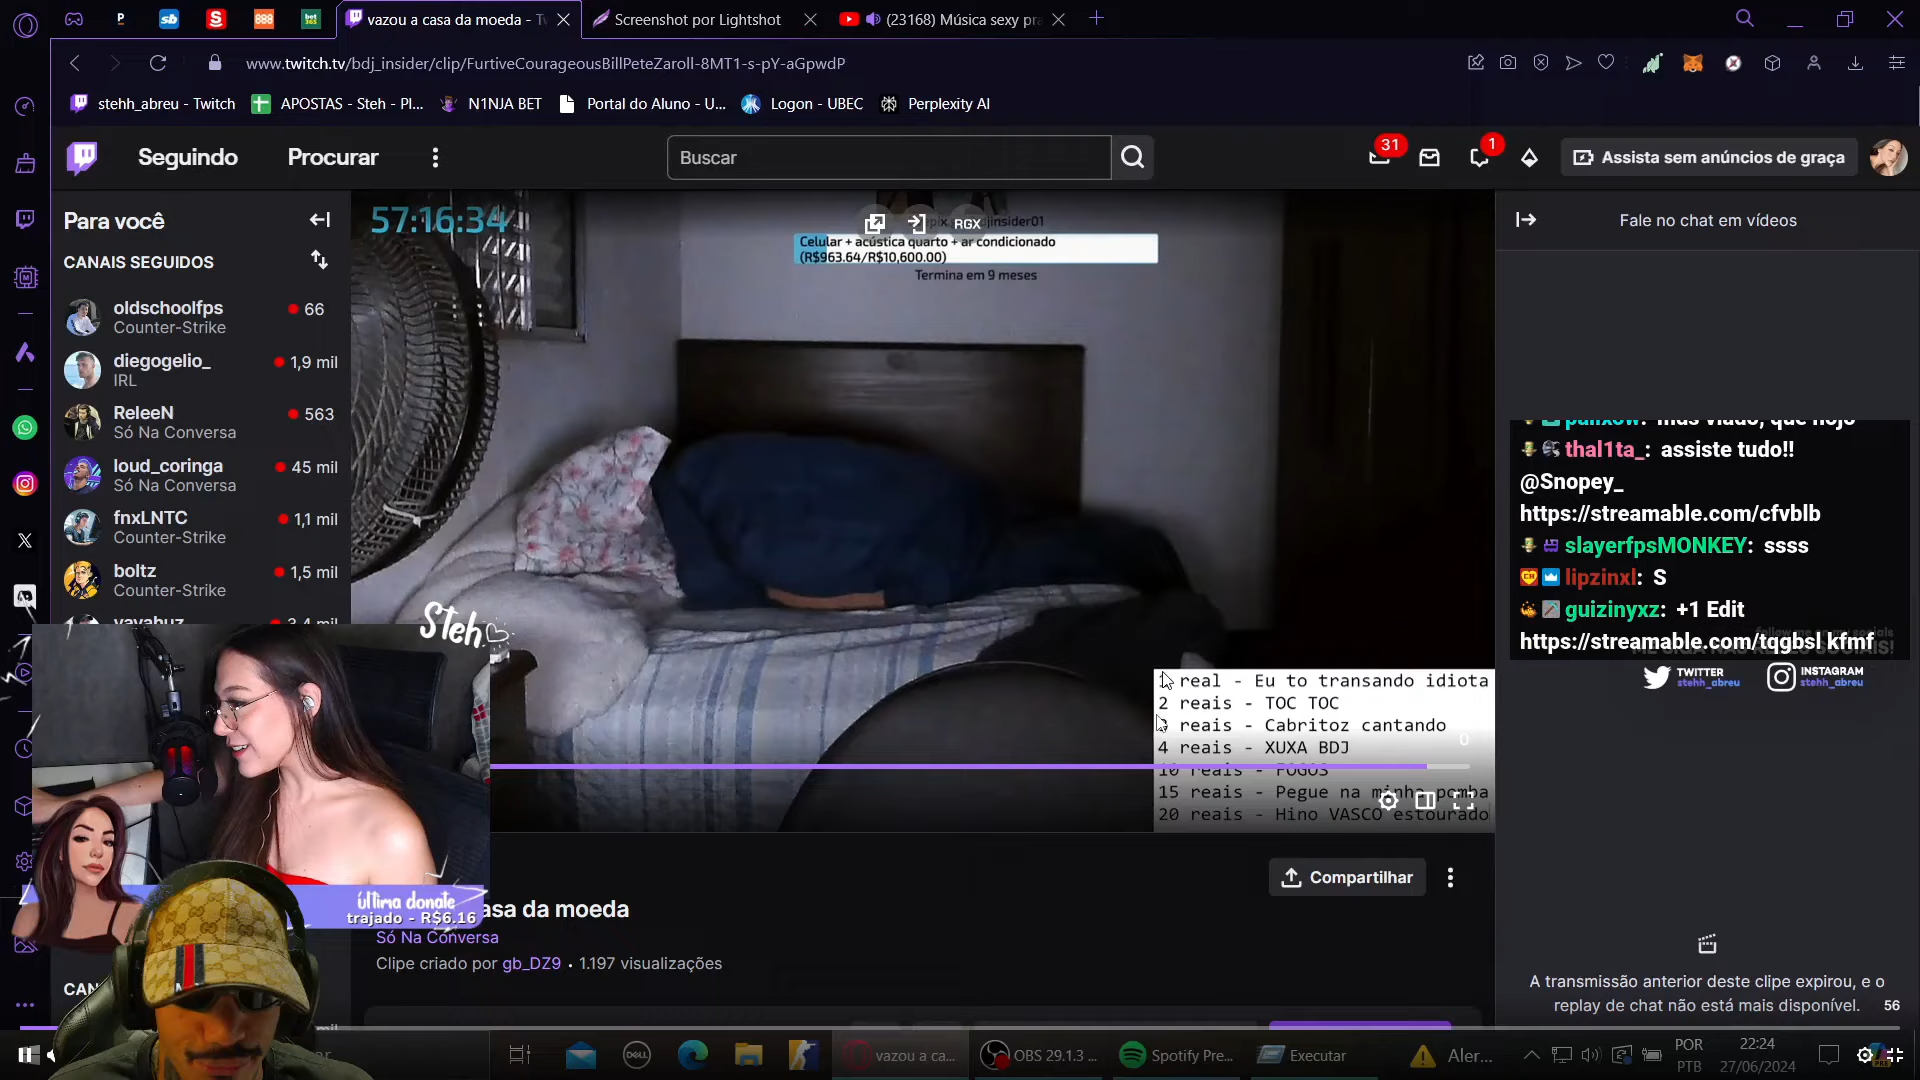 vazou a casa da moeda - Tw
Screenshot por Lightshot
(23168) Música sexy pra
www.twitch.tv/bdj_insider/clip/FurtiveCourageousBillPeteZaroll-8MT1-s-pY-aGpwdP
stehh_abreu - Twitch
APOSTAS - Steh - Pl...
N1NJA BET
Portal do Aluno - U...
Logon - UBEC
Perplexity AI
Seguindo
Procurar
Buscar
31
1
Assista sem anúncios de graça
Para você
CANAIS SEGUIDOS
oldschoolfps
66
Counter-Strike
diegogelio_
1,9 mil
IRL
ReleeN
563
Só Na Conversa
loud_coringa
45 mil
Só Na Conversa
fnxLNTC
1,1 mil
Counter-Strike
boltz
1,5 mil
Counter-Strike
57:16:34
RGX
Celular + acústica quarto + ar condicionado
(R$963.64/R$10,600.00)
Termina em 9 meses
real - Eu to transando idiota
2 reais - TOC TOC
reais - Cabritoz cantando
4 reais - XUXA BDJ
10 reais - FOGOS
15 reais - Pegue na minha pomba
20 reais - Hino VASCO estourado
Fale no chat em vídeos
thal1ta_: assiste tudo!!
@Snopey_
https://streamable.com/cfvblb
slayerfpsMONKEY: ssss
lipzinxl: S
guizinyxz: +1 Edit
https://streamable.com/tqgbsl kfmf
TWITTER
stehh_abreu
INSTAGRAM
stehh_abreu
Steh
última donate
trajado - R$6.16
asa da moeda
Só Na Conversa
Clipe criado por gb_DZ9 • 1.197 visualizações
Compartilhar
A transmissão anterior deste clipe expirou, e o
replay de chat não está mais disponível.
56
vazou a ca...
OBS 29.1.3 ...
Spotify Pre...
Executar
Aler...
POR
PTB
22:24
27/06/2024